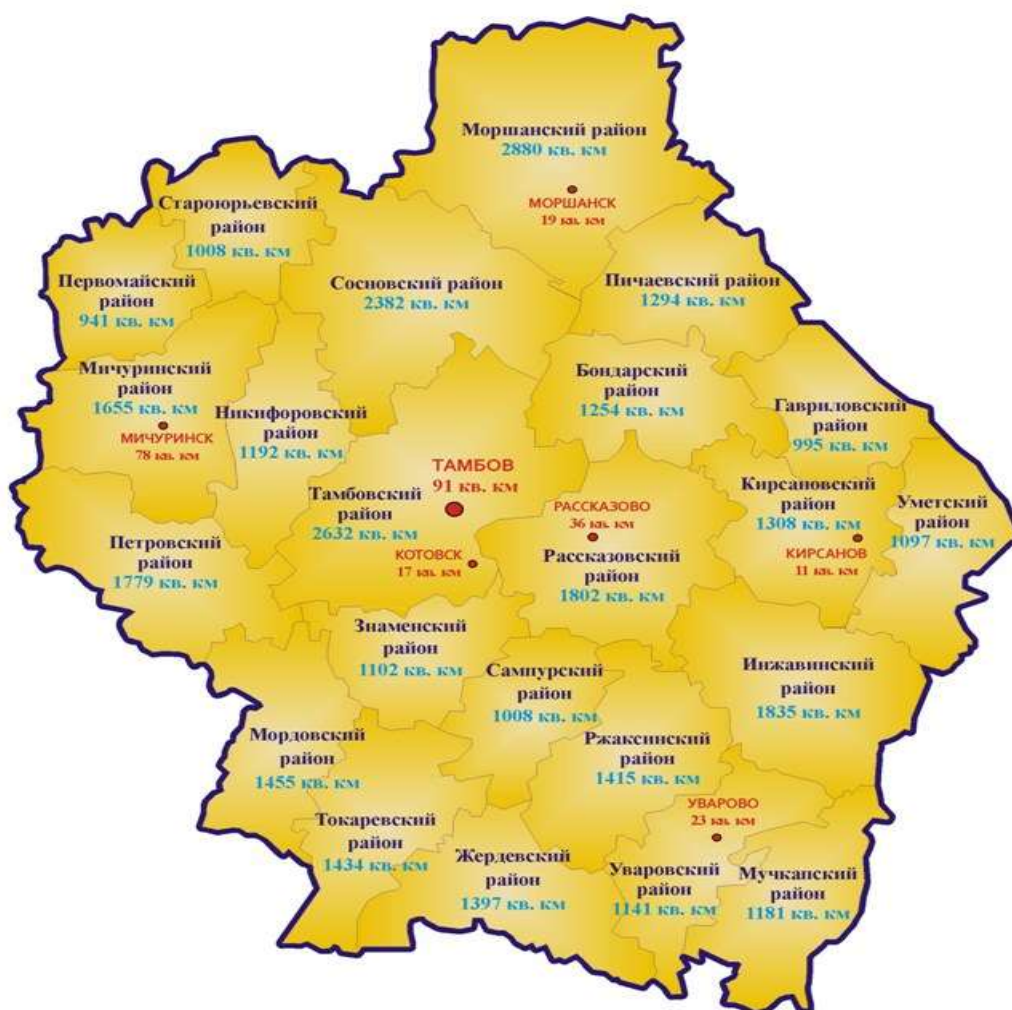 Моршанский район
2880 кв. км
МОРШАНСК
19 кв. км
Староюрьевский
район
1008 кв. км
Первомайский
район
941 кв. км
Сосновский район
2382 кв. км
Пичаевский район
1294 кв. км
Мичуринский
район
1655 кв. км
МИЧУРИНСК
78 кв. км
Никифоровский
район
1192 кв. км
Бондарский
район
1254 кв. км
Гавриловский
район
995 кв. км
ТАМБОВ
91 кв. км
Тамбовский
район
2632 кв. км
КОТОВСК
17 кв. км
РАССКАЗОВО
36 кв. км
Рассказовский
район
1802 кв. км
Кирсановский
район
1308 кв. км
КИРСАНОВ
11 кв. км
Уметский
район
1097 кв. км
Петровский
район
1779 кв. км
Знаменский
район
1102 кв. км
Сампурский
район
1008 кв. км
Инжавинский
район
1835 кв. км
Мордовский
район
1455 кв. км
Ржаксинский
район
1415 кв. км
Токаревский
район
1434 кв. км
Жердевский
район
1397 кв. км
УВАРОВО
23 кв. км
Уваровский
район
1141 кв. км
Мучкапский
район
1181 кв. км